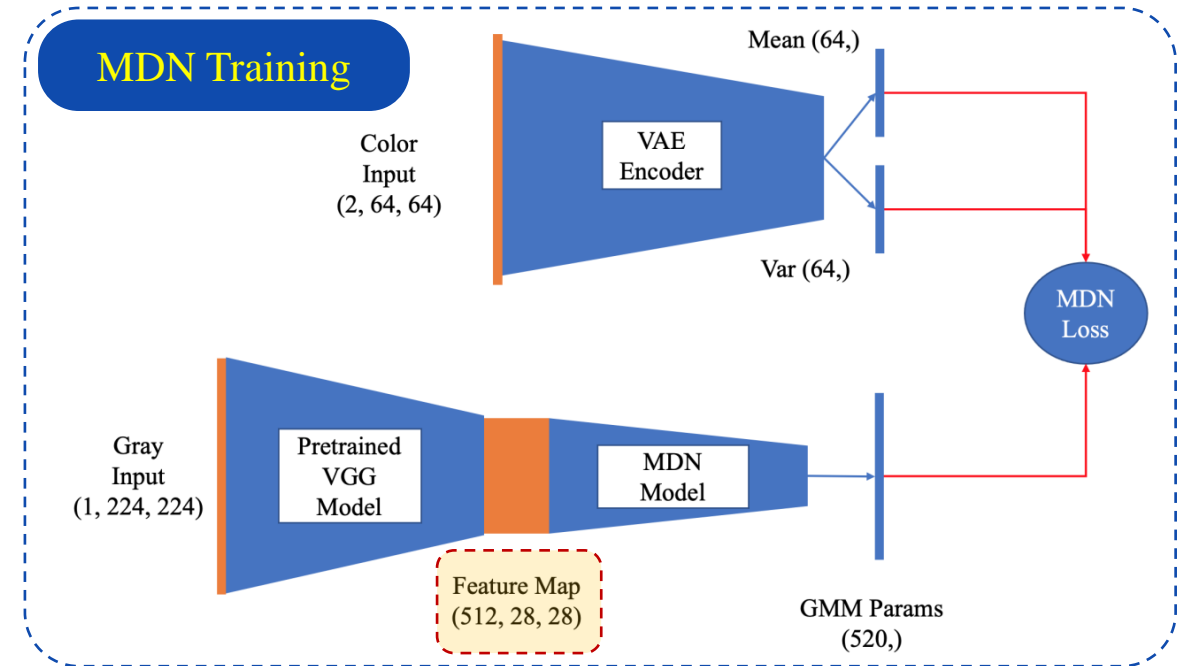 MDN Training
Mean (64,)
Color
Input
(2, 64, 64)
VAE
Encoder
Var (64,)
MDN
Loss
Gray
Input
(1, 224, 224)
Pretrained
VGG
Model
MDN
Model
Feature Map
(512, 28, 28)
GMM Params
(520,)